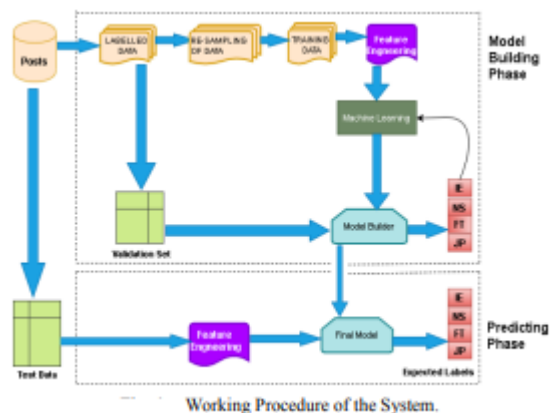 Posts
LABELLED
DATA
RE-SAMPLING
OF DATA
TRAINING
DATA
Feature
Engineering
Model
Building
Phase
Machine Learning
IE
NS
FT
JP
Model Builder
Validation Set
IE
NS
FT
JP
Feature
Engineering
Final Model
Predicting
Phase
Test Data
Expected Labels
Working Procedure of the System.